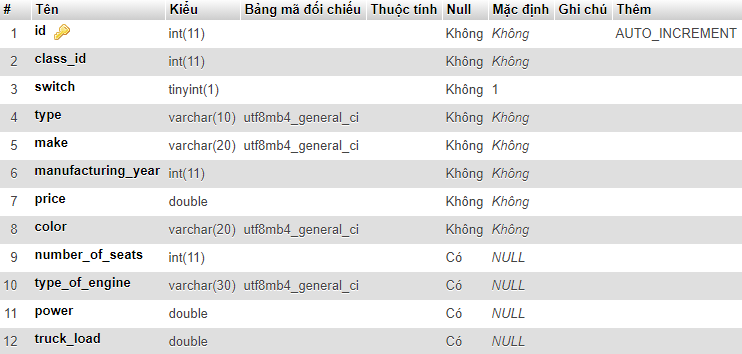 # Tên Kiểu Bảng mã đối chiếu Thuộc tính Null Mặc định Ghi chú Thêm
1 id int(11) Không Không AUTO_INCREMENT
2 class_id int(11) Không Không
3 switch tinyint(1) Không 1
4 type varchar(10) utf8mb4_general_ci Không Không
5 make varchar(20) utf8mb4_general_ci Không Không
6 manufacturing_year int(11) Không Không
7 price double Không Không
8 color varchar(20) utf8mb4_general_ci Không Không
9 number_of_seats int(11) Có NULL
10 type_of_engine varchar(30) utf8mb4_general_ci Có NULL
11 power double Có NULL
12 truck_load double Có NULL